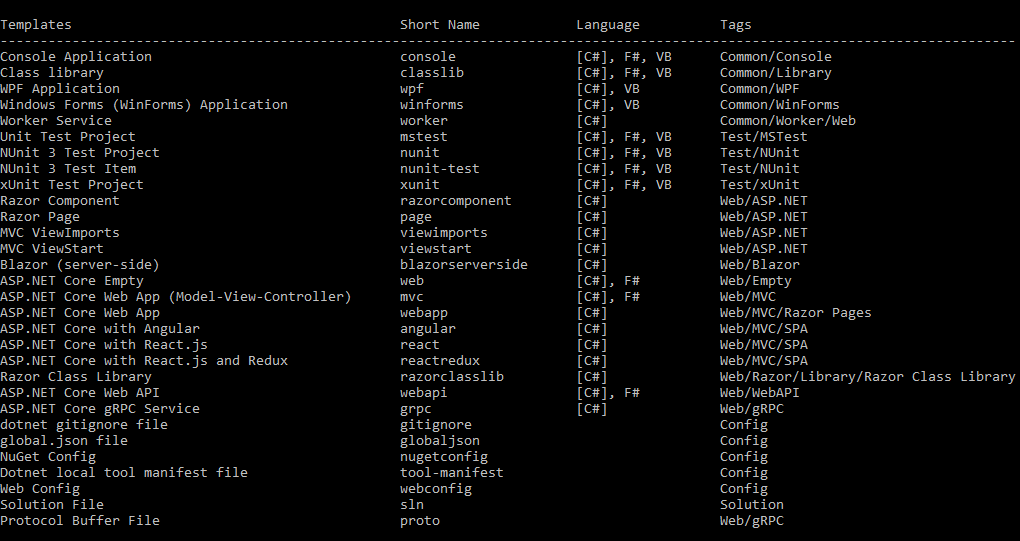 Templates Short Name Language Tags
----------------------------------------------------------------------------------------------------------------------------------
Console Application console [C#], F#, VB Common/Console
Class library classlib [C#], F#, VB Common/Library
WPF Application wpf [C#], VB Common/WPF
Windows Forms (WinForms) Application winforms [C#], VB Common/WinForms
Worker Service worker [C#] Common/Worker/Web
Unit Test Project mstest [C#], F#, VB Test/MSTest
NUnit 3 Test Project nunit [C#], F#, VB Test/NUnit
NUnit 3 Test Item nunit-test [C#], F#, VB Test/NUnit
xUnit Test Project xunit [C#], F#, VB Test/xUnit
Razor Component razorcomponent [C#] Web/ASP.NET
Razor Page page [C#] Web/ASP.NET
MVC ViewImports viewimports [C#] Web/ASP.NET
MVC ViewStart viewstart [C#] Web/ASP.NET
Blazor (server-side) blazorserverside [C#] Web/Blazor
ASP.NET Core Empty web [C#], F# Web/Empty
ASP.NET Core Web App (Model-View-Controller) mvc [C#], F# Web/MVC
ASP.NET Core Web App webapp [C#] Web/MVC/Razor Pages
ASP.NET Core with Angular angular [C#] Web/MVC/SPA
ASP.NET Core with React.js react [C#] Web/MVC/SPA
ASP.NET Core with React.js and Redux reactredux [C#] Web/MVC/SPA
Razor Class Library razorclasslib [C#] Web/Razor/Library/Razor Class Library
ASP.NET Core Web API webapi [C#], F# Web/WebAPI
ASP.NET Core gRPC Service grpc [C#] Web/gRPC
dotnet gitignore file gitignore Config
global.json file globaljson Config
NuGet Config nugetconfig Config
Dotnet local tool manifest file tool-manifest Config
Web Config webconfig Config
Solution File sln Solution
Protocol Buffer File proto Web/gRPC